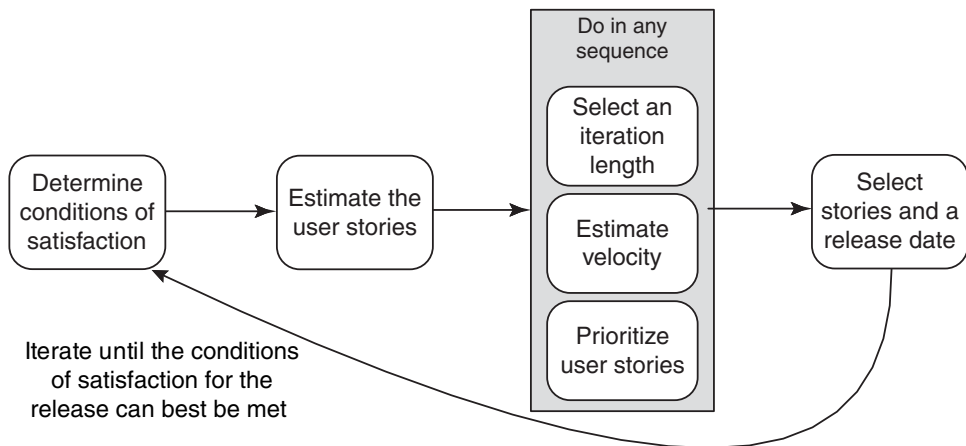 Determine
conditions of
satisfaction
Estimate the
user stories
Do in any
sequence
Select an
iteration
length
Estimate
velocity
Prioritize
user stories
Select
stories and a
release date
Iterate until the conditions
of satisfaction for the
release can best be met